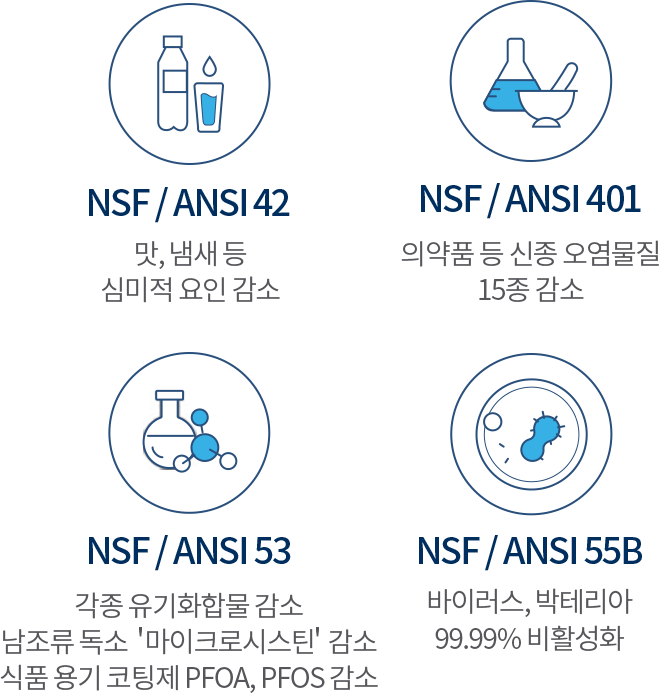 NSF / ANSI 42
맛, 냄새 등
심미적 요인 감소
NSF / ANSI 401
의약품 등 신종 오염물질
15종 감소
NSF / ANSI 53
각종 유기화합물 감소
남조류 독소 '마이크로시스틴' 감소
식품 용기 코팅제 PFOA, PFOS 감소
NSF / ANSI 55B
바이러스, 박테리아
99.99% 비활성화